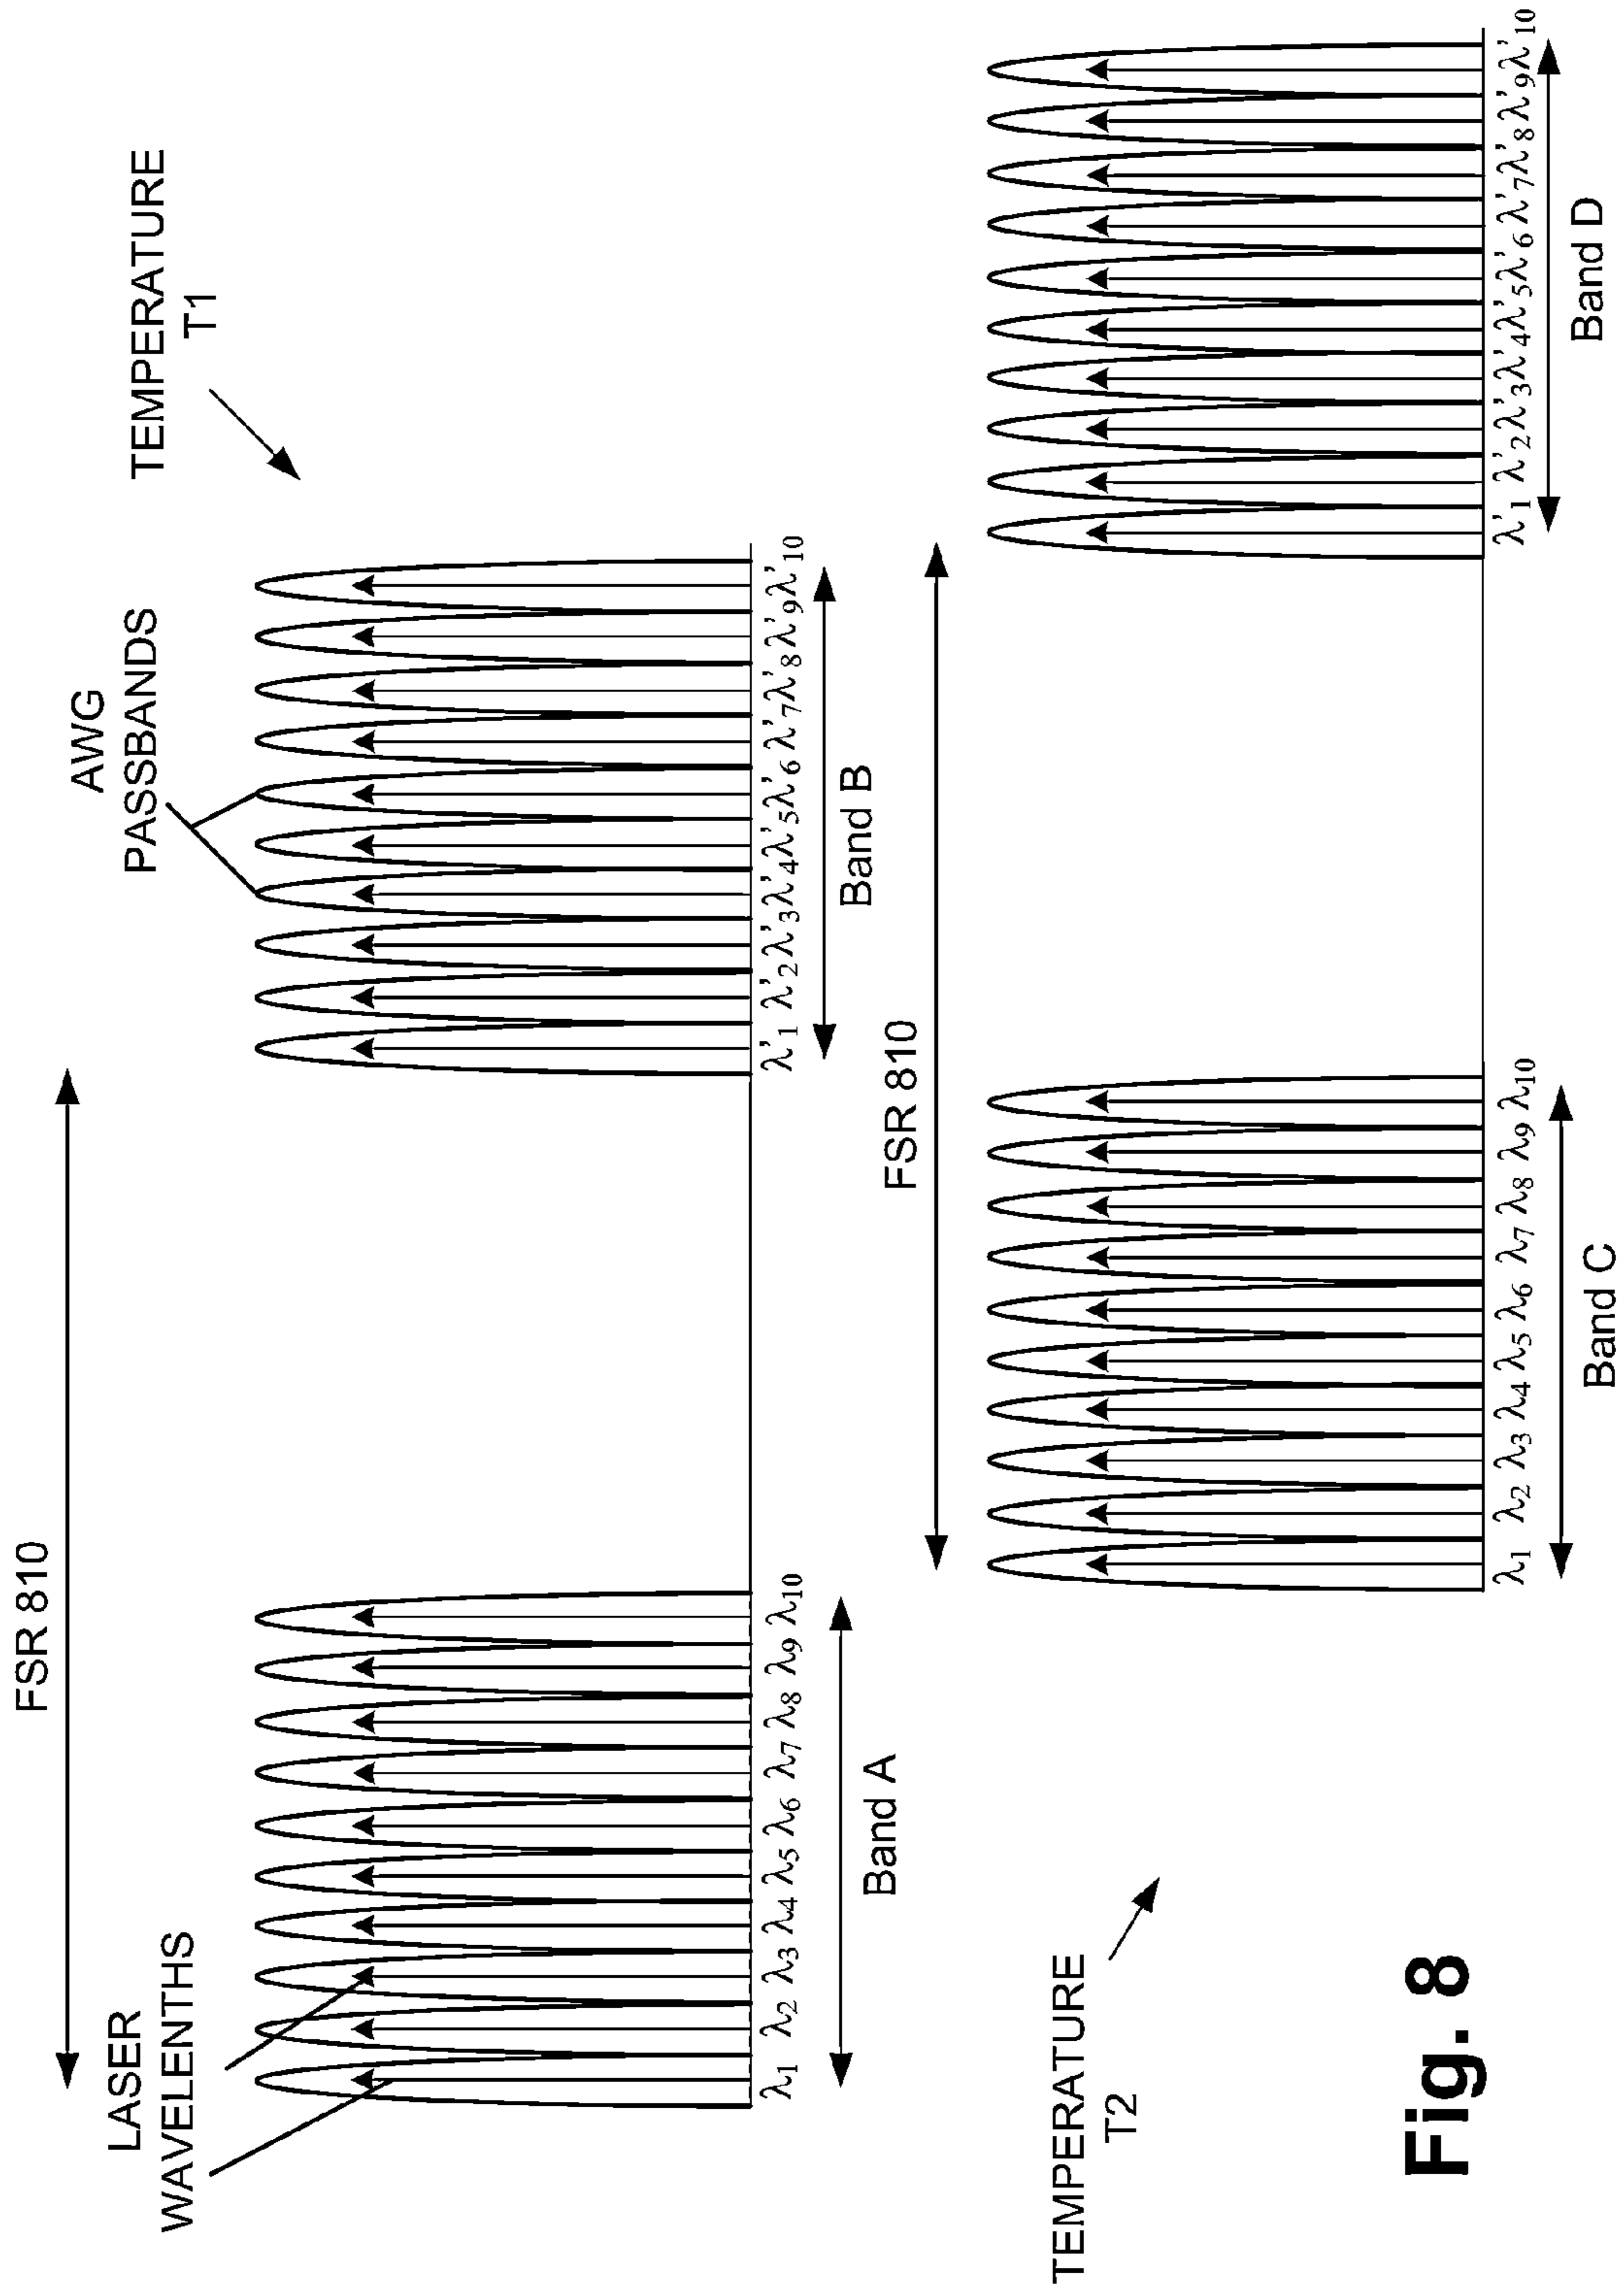 FSR 810
TEMPERATURE
T1
AWG
PASSBANDS
LASER
WAVELENTHS
λ1 λ2 λ3 λ4 λ5 λ6 λ7 λ8 λ9 λ10
λ'1 λ'2 λ'3 λ'4 λ'5 λ'6 λ'7 λ'8 λ'9 λ'10
Band A
Band B
FSR 810
TEMPERATURE
T2
λ1 λ2 λ3 λ4 λ5 λ6 λ7 λ8 λ9 λ10
λ'1 λ'2 λ'3 λ'4 λ'5 λ'6 λ'7 λ'8 λ'9 λ'10
Band C
Band D
Fig. 8